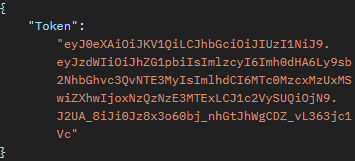 {
"Token":
"eyJ0eXAiOiJKV1QiLCJhbGciOiJIUzI1NiJ9.
eyJzdWIiOiJhZG1pbiIsImlzcyI6Imh0dHA6Ly9sb
2NhbGhvc3QvNTE3MyIsImlhdCI6MTc0MzcxMzUxMS
wiZXhwIjoxNzQzNzE3MTExLCJ1c2VySUQiOjN9.
J2UA_8iJi0Jz8x3o60bj_nhGtJhWgCDZ_vL363jc1
Vc"
}